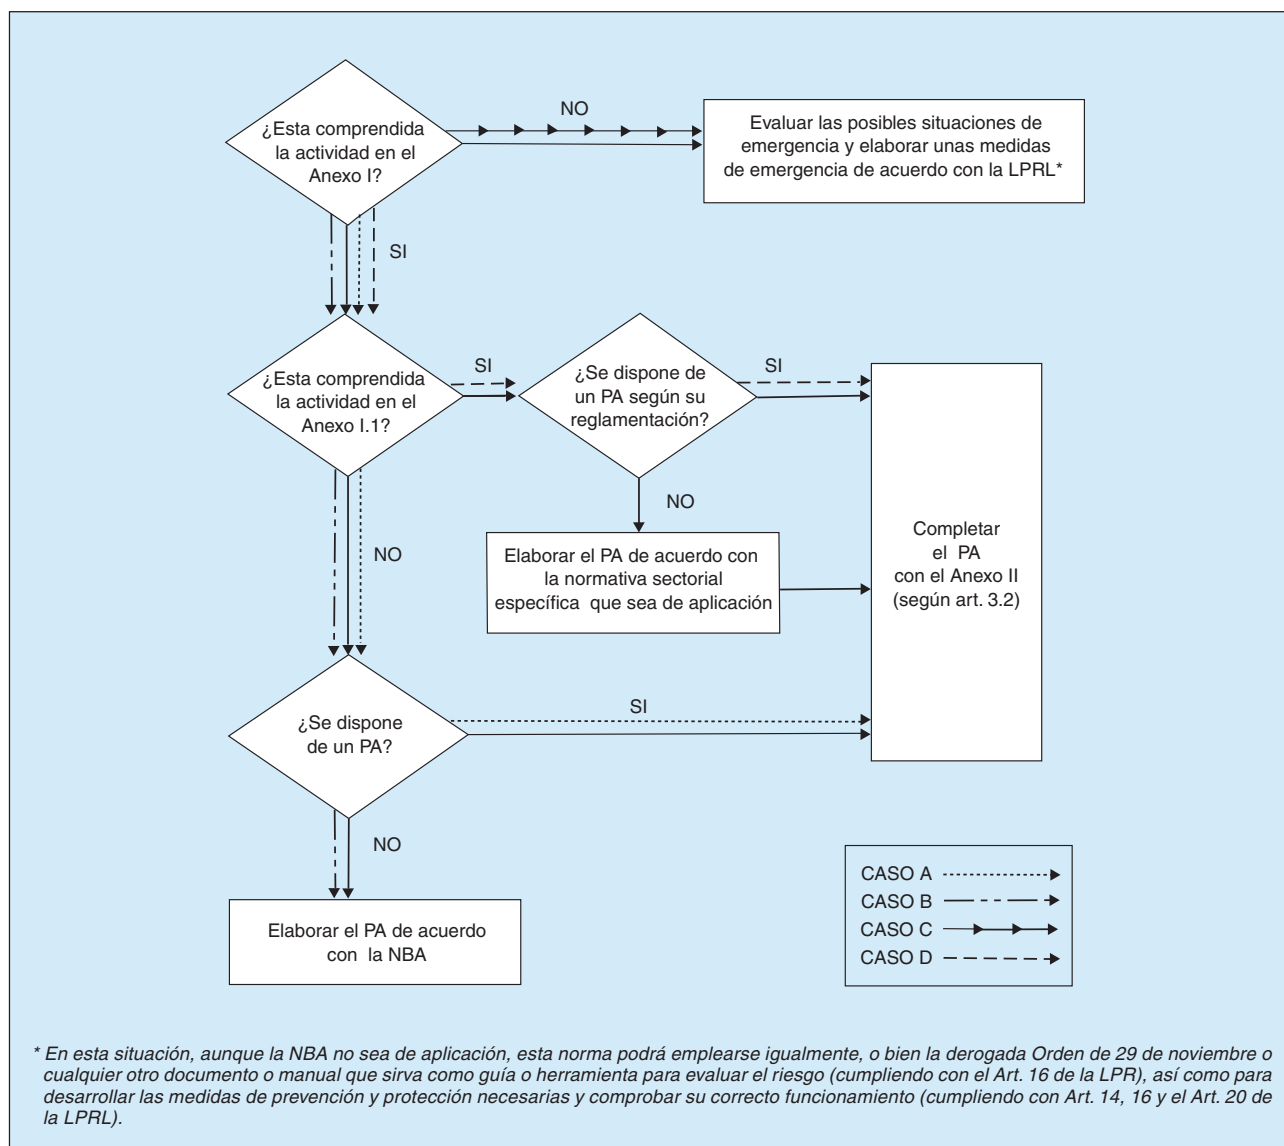 ¿Esta comprendida
la actividad en el
Anexo I?
NO
Evaluar las posibles situaciones de
emergencia y elaborar unas medidas
de emergencia de acuerdo con la LPRL*
SI
¿Esta comprendida
la actividad en el
Anexo I.1?
SI
¿Se dispone de
un PA según su
reglamentación?
SI
NO
Elaborar el PA de acuerdo con
la normativa sectorial
específica que sea de aplicación
Completar
el PA
con el Anexo II
(según art. 3.2)
NO
¿Se dispone
de un PA?
SI
NO
Elaborar el PA de acuerdo
con la NBA
CASO A
CASO B
CASO C
CASO D
* En esta situación, aunque la NBA no sea de aplicación, esta norma podrá emplearse igualmente, o bien la derogada Orden de 29 de noviembre o
cualquier otro documento o manual que sirva como guía o herramienta para evaluar el riesgo (cumpliendo con el Art. 16 de la LPR), así como para
desarrollar las medidas de prevención y protección necesarias y comprobar su correcto funcionamiento (cumpliendo con Art. 14, 16 y el Art. 20 de
la LPRL).